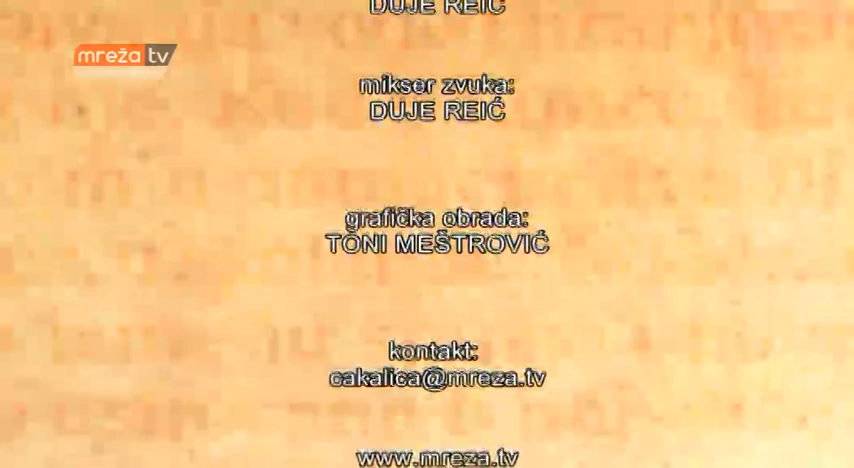 DUJE REIĆ
mreža tv
mikser zvuka:
DUJE REIĆ
grafička obrada:
TONI MEŠTROVIĆ
kontakt:
cakalica@mreza.tv
www.mreza.tv